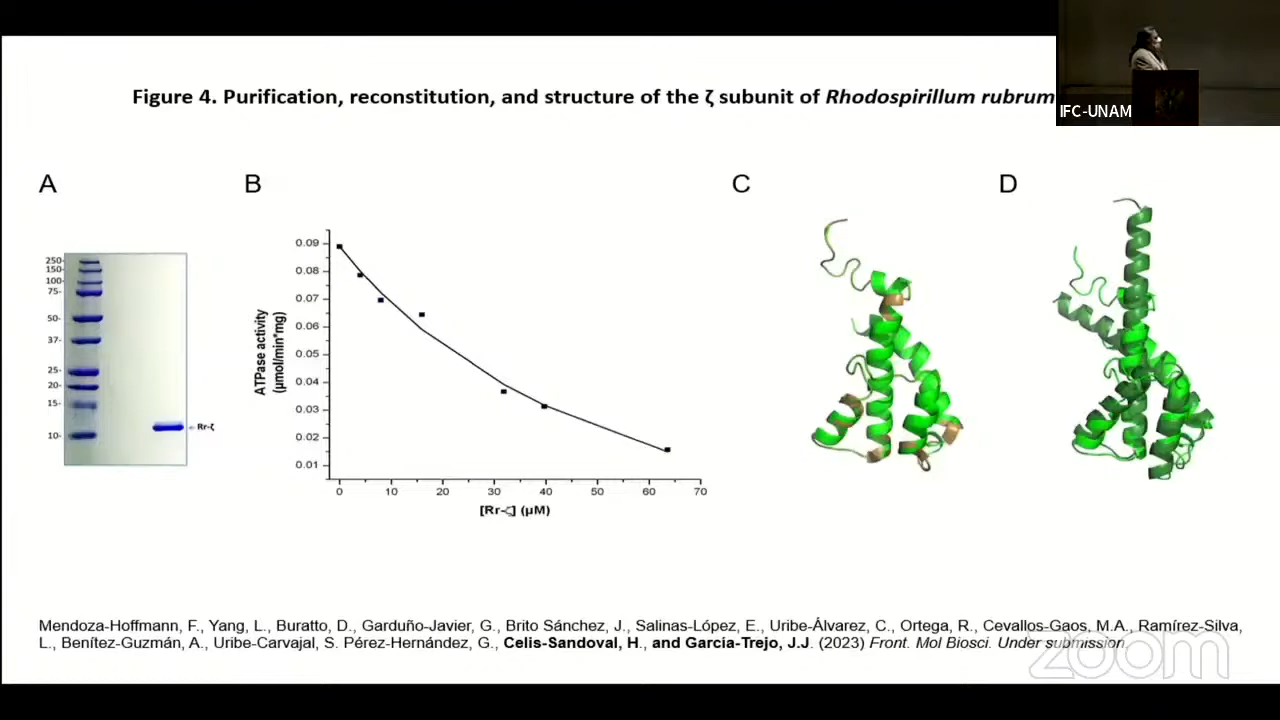 Figure 4. Purification, reconstitution, and structure of the ζ subunit of Rhodospirillum rubrum
IFC-UNAM
A
B
C
D
250-
150-
100-
75-
50-
37-
25-
20-
15-
10-
Rr-ζ
ATPase activity
(µmol/min*mg)
0.09
0.08
0.07
0.06
0.05
0.04
0.03
0.02
0.01
0 10 20 30 40 50 60 70
[Rr-ζ] (µM)
Mendoza-Hoffmann, F., Yang, L., Buratto, D., Garduño-Javier, G., Brito Sánchez, J., Salinas-López, E., Uribe-Álvarez, C., Ortega, R., Cevallos-Gaos, M.A., Ramírez-Silva,
L., Benítez-Guzmán, A., Uribe-Carvajal, S. Pérez-Hernández, G., Celis-Sandoval, H., and García-Trejo, J.J. (2023) Front. Mol Biosci. Under submission.
zoom